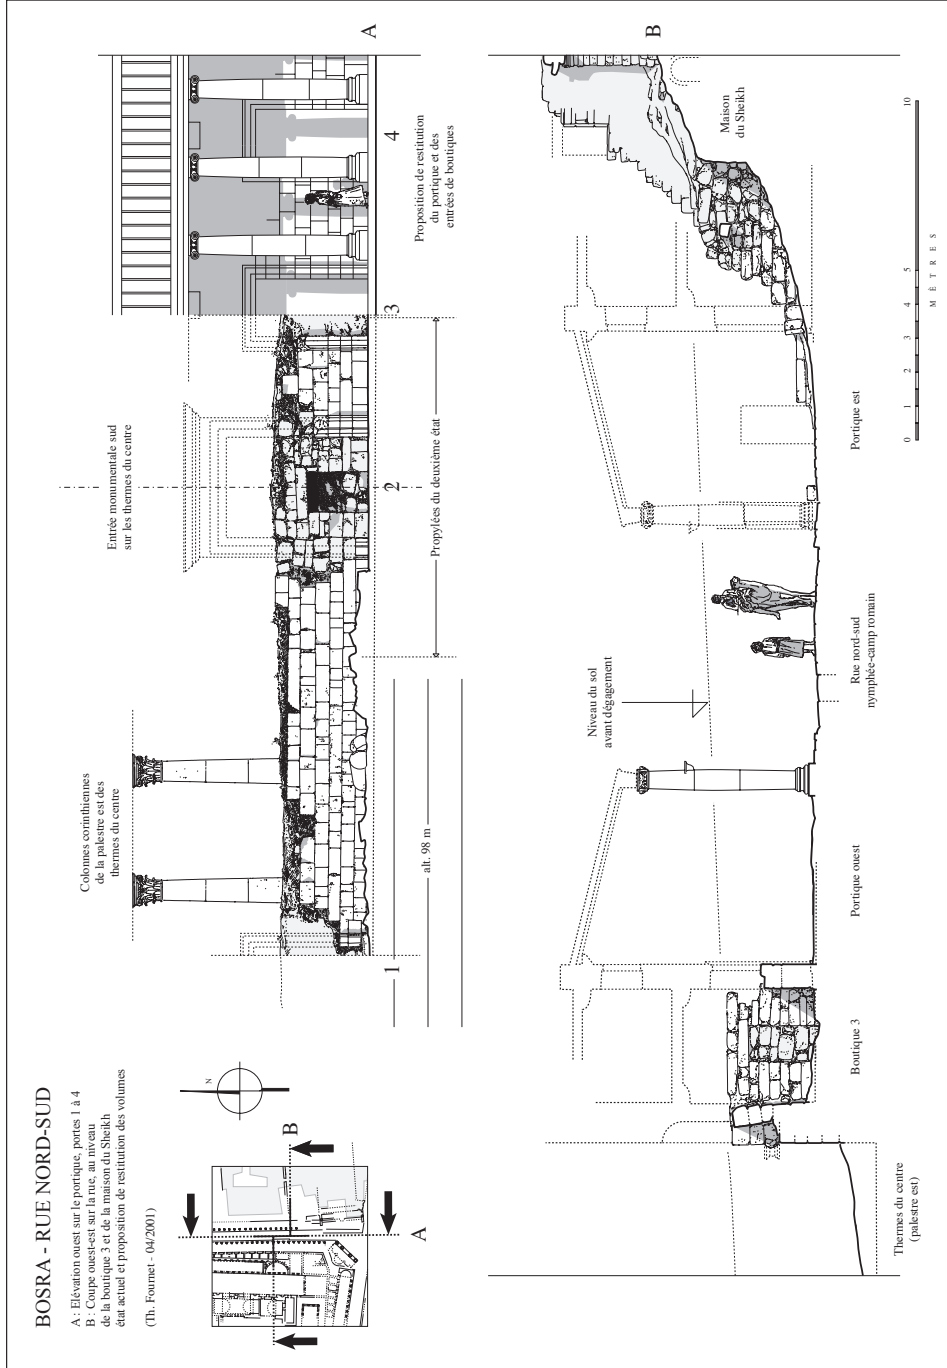 BOSRA - RUE NORD-SUD
A : Elévation ouest sur le portique, portes 1 à 4
B : Coupe ouest-est sur la rue, au niveau
de la boutique 3 et de la maison du Sheikh
état actuel et proposition de restitution des volumes
(Th. Fournet - 04/2001)
N
B
A
Colonnes corinthiennes
de la palestre est des
thermes du centre
Entrée monumentale sud
sur les thermes du centre
A
1
2
3
4
alt. 98 m
Propylées du deuxième état
Proposition de restitution
du portique et des
entrées de boutiques
B
Niveau du sol
avant dégagement
Maison
du Sheikh
Thermes du centre
(palestre est)
Boutique 3
Portique ouest
Rue nord-sud
nymphée-camp romain
Portique est
0 1 2 3 4 5 10
MÈTRES